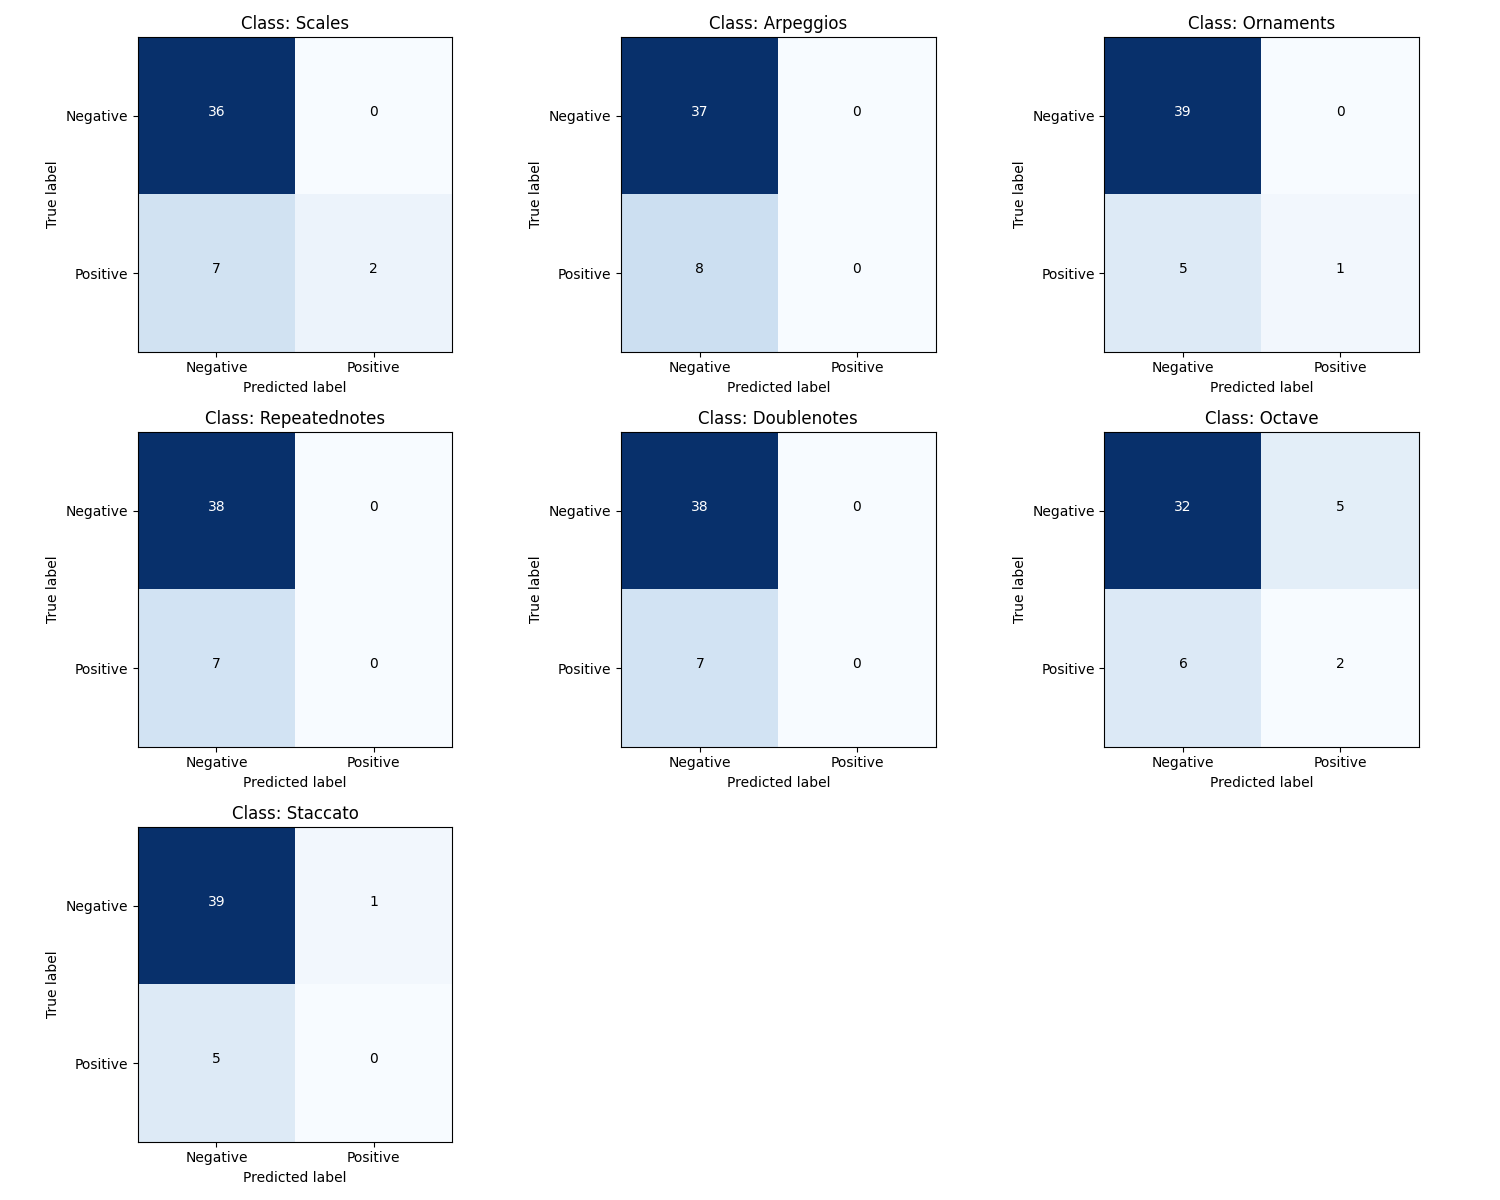 Class: Scales
Negative
36
0
True label
Positive
7
2
Negative
Positive
Predicted label
Class: Arpeggios
Negative
37
0
True label
Positive
8
0
Negative
Positive
Predicted label
Class: Ornaments
Negative
39
0
True label
Positive
5
1
Negative
Positive
Predicted label
Class: Repeatednotes
Negative
38
0
True label
Positive
7
0
Negative
Positive
Predicted label
Class: Doublenotes
Negative
38
0
True label
Positive
7
0
Negative
Positive
Predicted label
Class: Octave
Negative
32
5
True label
Positive
6
2
Negative
Positive
Predicted label
Class: Staccato
Negative
39
1
True label
Positive
5
0
Negative
Positive
Predicted label